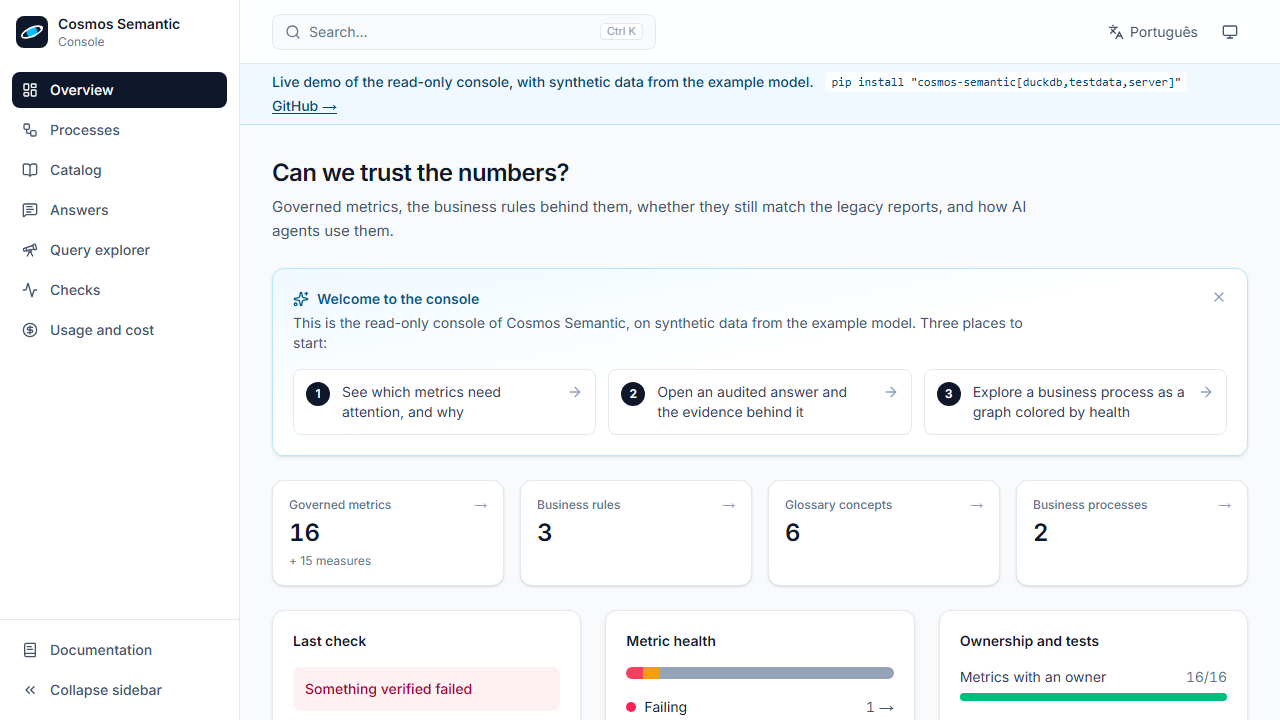 Cosmos Semantic
Console
Overview
Processes
Catalog
Answers
Query explorer
Checks
Usage and cost
Documentation
Collapse sidebar
Search...
Ctrl K
Português
Live demo of the read-only console, with synthetic data from the example model. pip install "cosmos-semantic[duckdb,testdata,server]"
GitHub →
Can we trust the numbers?
Governed metrics, the business rules behind them, whether they still match the legacy reports, and how AI
agents use them.
Welcome to the console
This is the read-only console of Cosmos Semantic, on synthetic data from the example model. Three places to
start:
1 See which metrics need
attention, and why
2 Open an audited answer and
the evidence behind it
3 Explore a business process as a
graph colored by health
Governed metrics →
16
+ 15 measures
Business rules →
3
Glossary concepts →
6
Business processes →
2
Last check
Something verified failed
Metric health
Failing 1 →
Ownership and tests
Metrics with an owner 16/16